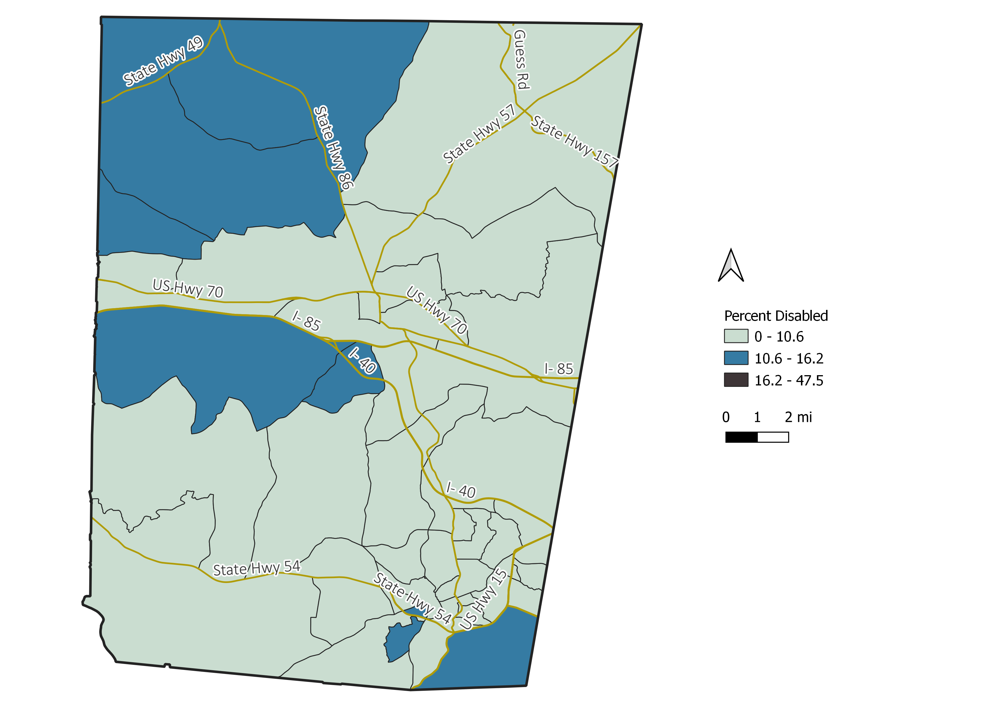 State Hwy 49
Guess Rd
State Hwy 86
State Hwy 57
State Hwy 157
US Hwy 70
US Hwy 70
I- 85
I- 40
I- 85
I- 40
State Hwy 54
State Hwy 54
US Hwy 15
Percent Disabled
0 - 10.6
10.6 - 16.2
16.2 - 47.5
0 1 2 mi